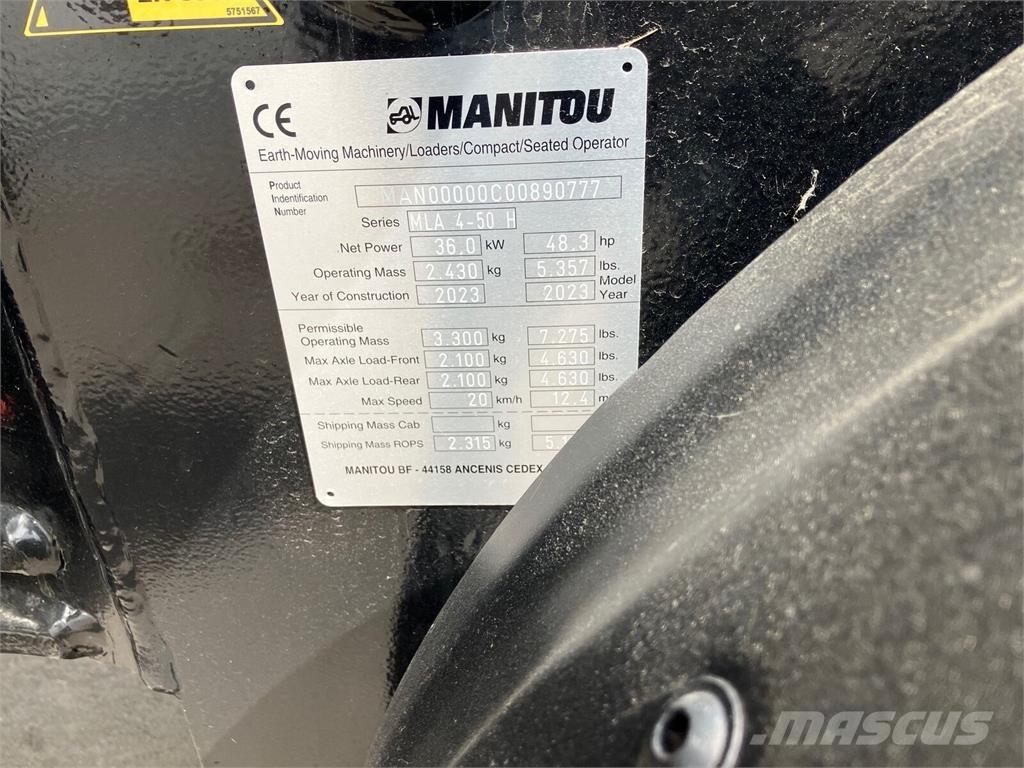 5751567
CE MANITOU
Earth-Moving Machinery/Loaders/Compact/Seated Operator
Product
Indentification
Number
MAN00000C00890777
Series MLA 4-50 H
Net Power 36.0 kW 48.3 hp
Operating Mass 2.430 kg 5.357 lbs.
Year of Construction 2023 2023 Model Year
Permissible
Operating Mass 3.300 kg 7.275 lbs.
Max Axle Load-Front 2.100 kg 4.630 lbs.
Max Axle Load-Rear 2.100 kg 4.630 lbs.
Max Speed 20 km/h 12.4
Shipping Mass Cab kg
Shipping Mass ROPS 2.315 kg
MANITOU BF - 44158 ANCENIS CEDEX
MASCUS